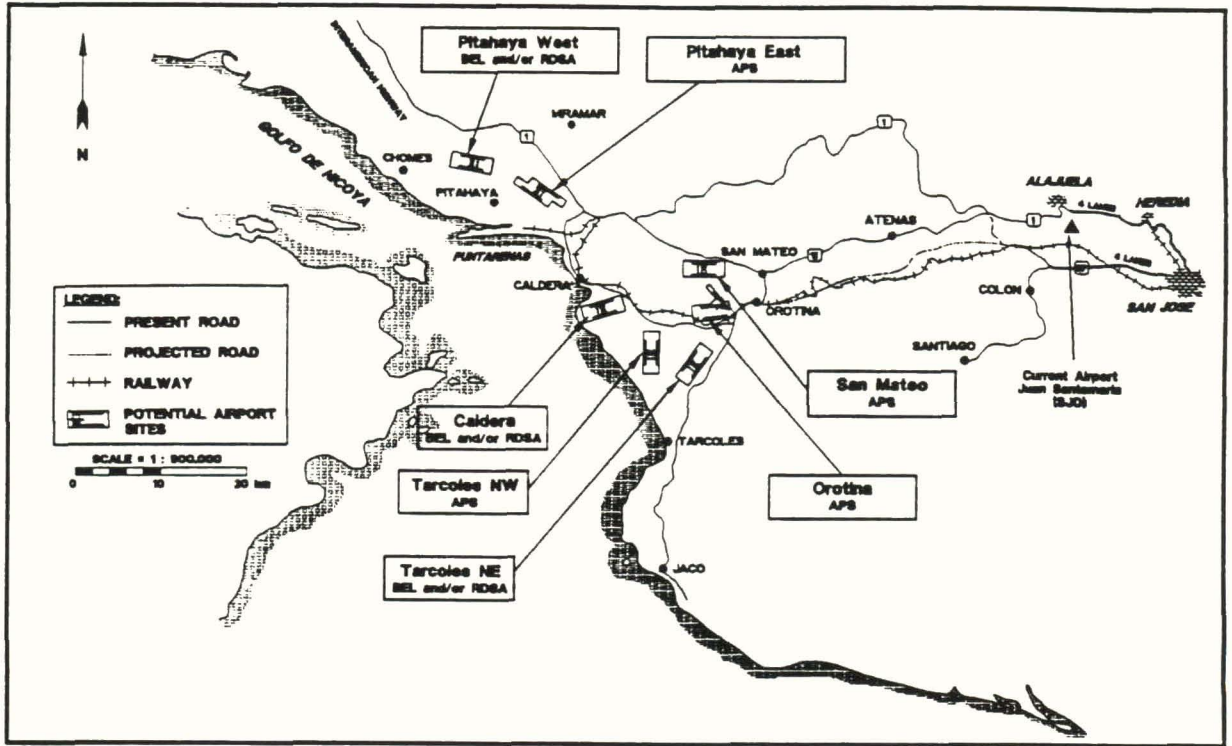 Pitahaya West
BEL and/or RDSA
Pitahaya East
APS
INTERAMERICAN HIGHWAY
MIRAMAR
1
1
N
GOLFO DE NICOYA
CHOMES
PITAHAYA
ALAJUELA
4 LANES
HEREDIA
ATENAS
1
PUNTARENAS
SAN MATEO
4 LANES
CALDERA
COLON
SAN JOSE
OROTINA
LEGEND:
PRESENT ROAD
PROJECTED ROAD
RAILWAY
POTENTIAL AIRPORT
SITES
SANTIAGO
Current Airport
Juan Santamaria
(SJO)
San Mateo
APS
Caldera
BEL and/or RDSA
TARCOLES
SCALE = 1 : 500,000
0 10 20 km
Tarcoles NW
APS
Orotina
APS
Tarcoles NE
BEL and/or RDSA
JACO